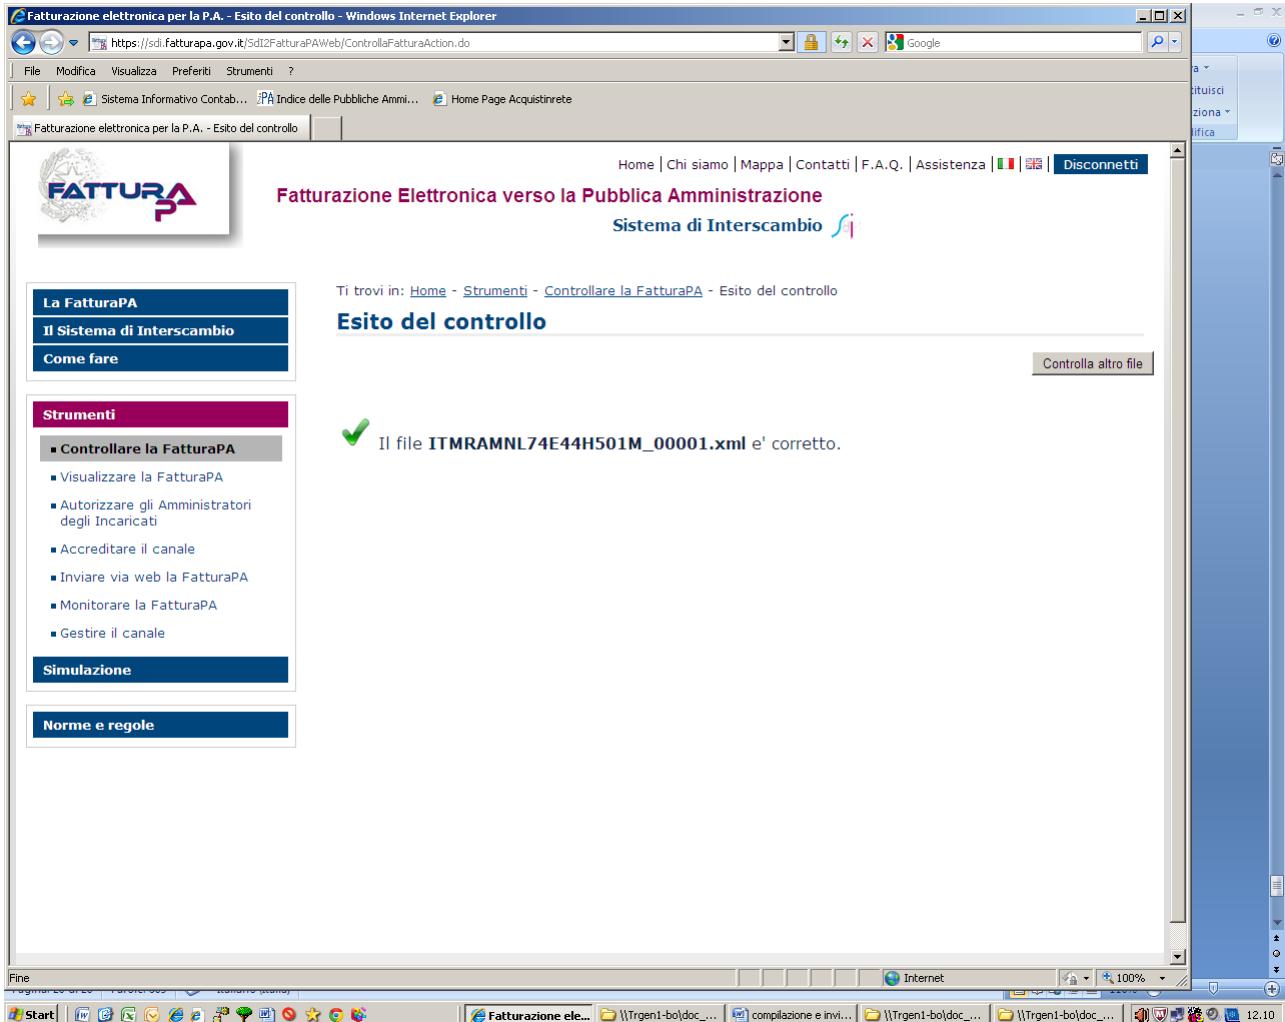 Fatturazione elettronica per la P.A. - Esito del controllo - Windows Internet Explorer
https://sdi.fatturapa.gov.it/SdI2FatturaPAWeb/ControllaFatturaAction.do
Google
File Modifica Visualizza Preferiti Strumenti ?
Sistema Informativo Contab... Indice delle Pubbliche Ammi... Home Page Acquistinrete
Fatturazione elettronica per la P.A. - Esito del controllo
tituisci
ziona
lifica
Home | Chi siamo | Mappa | Contatti | F.A.Q. | Assistenza | Disconnetti
FATTURAPA
Fatturazione Elettronica verso la Pubblica Amministrazione
Sistema di Interscambio
Ti trovi in: Home - Strumenti - Controllare la FatturaPA - Esito del controllo
Esito del controllo
Controlla altro file
Il file ITMRAMNL74E44H501M_00001.xml e' corretto.
La FatturaPA
Il Sistema di Interscambio
Come fare
Strumenti
Controllare la FatturaPA
Visualizzare la FatturaPA
Autorizzare gli Amministratori
degli Incaricati
Accreditare il canale
Inviare via web la FatturaPA
Monitorare la FatturaPA
Gestire il canale
Simulazione
Norme e regole
Fine
Internet
100%
Start
Fatturazione ele...
\\Trgen1-bo\doc_...
compilazione e invi...
\\Trgen1-bo\doc_...
\\Trgen1-bo\doc_...
12.10